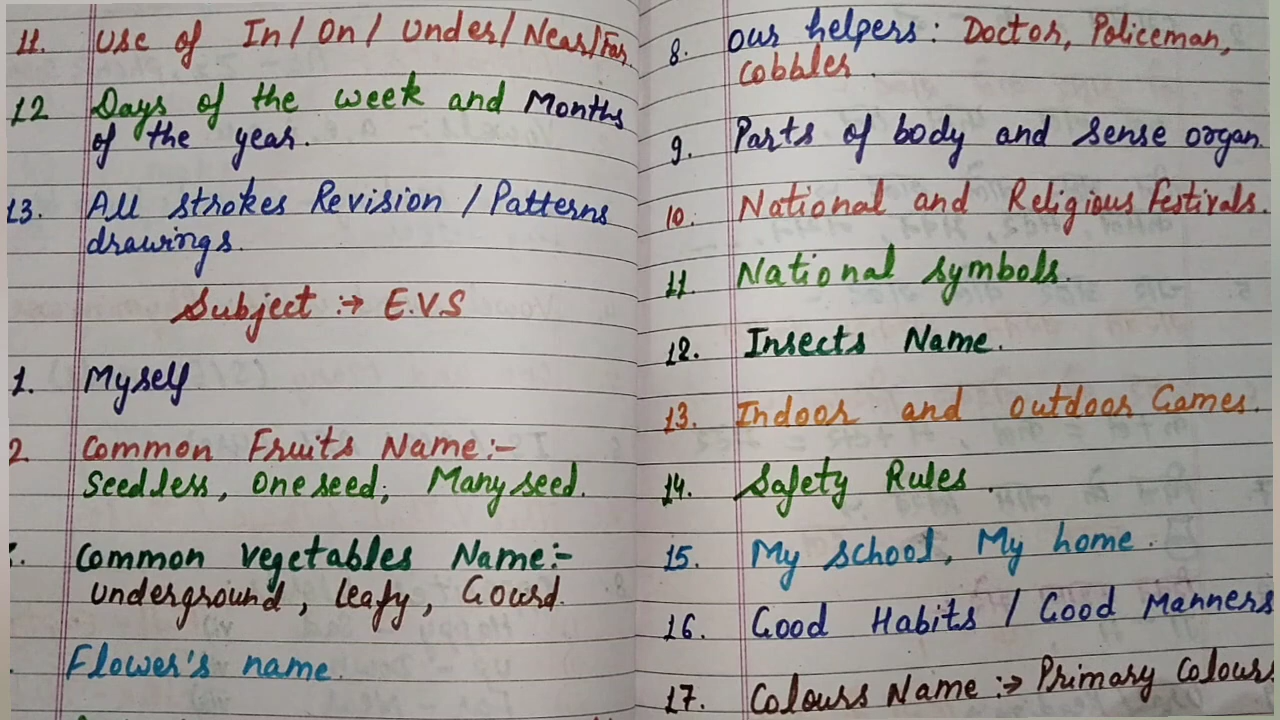 11. Use of In / On / Under / Near / Far.
12 Days of the week and Months
of the year.
13. All strokes Revision / Patterns
drawings.
Subject :→ E.V.S
1. Myself
2. Common Fruits Name:-
Seedless, One seed, Many seed.
Common vegetables Name:-
underground, leafy, Gourd.
Flower's name.
8. Our helpers: Doctor, Policeman,
Cobbler.
9. Parts of body and sense organ.
10. National and Religious festivals.
11. National symbols.
12. Insects Name.
13. Indoor and outdoor Games.
14. Safety Rules.
15. My school, My home.
16. Good Habits / Good Manners
17. Colours Name :→ Primary Colours